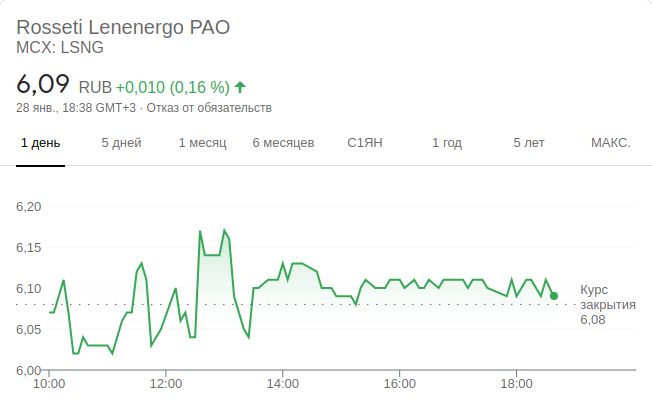 Rosseti Lenenergo PAO
MCX: LSNG
6,09 RUB +0,010 (0,16 %)
28 янв., 18:38 GMT+3 · Отказ от обязательств
1 день 5 дней 1 месяц 6 месяцев С1ЯН 1 год 5 лет МАКС.
6,20
6,15
6,10
6,05
6,00
Курс
закрытия
6,08
10:00 12:00 14:00 16:00 18:00